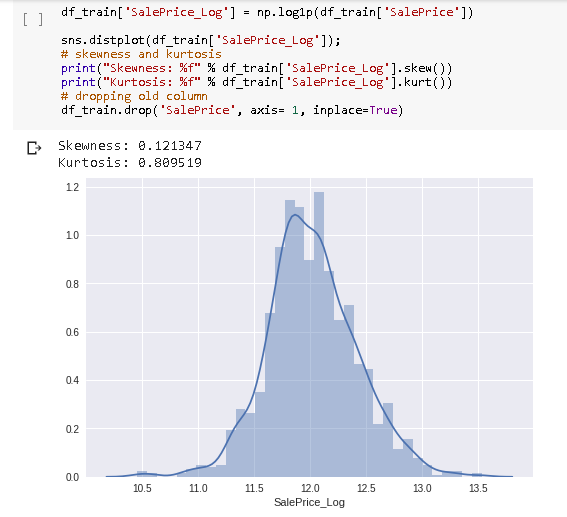 [ ] df_train['SalePrice_Log'] = np.log1p(df_train['SalePrice'])
sns.distplot(df_train['SalePrice_Log']);
# skewness and kurtosis
print("Skewness: %f" % df_train['SalePrice_Log'].skew())
print("Kurtosis: %f" % df_train['SalePrice_Log'].kurt())
# dropping old column
df_train.drop('SalePrice', axis= 1, inplace=True)
Skewness: 0.121347
Kurtosis: 0.809519
1.2
1.0
0.8
0.6
0.4
0.2
0.0
10.5 11.0 11.5 12.0 12.5 13.0 13.5
SalePrice_Log